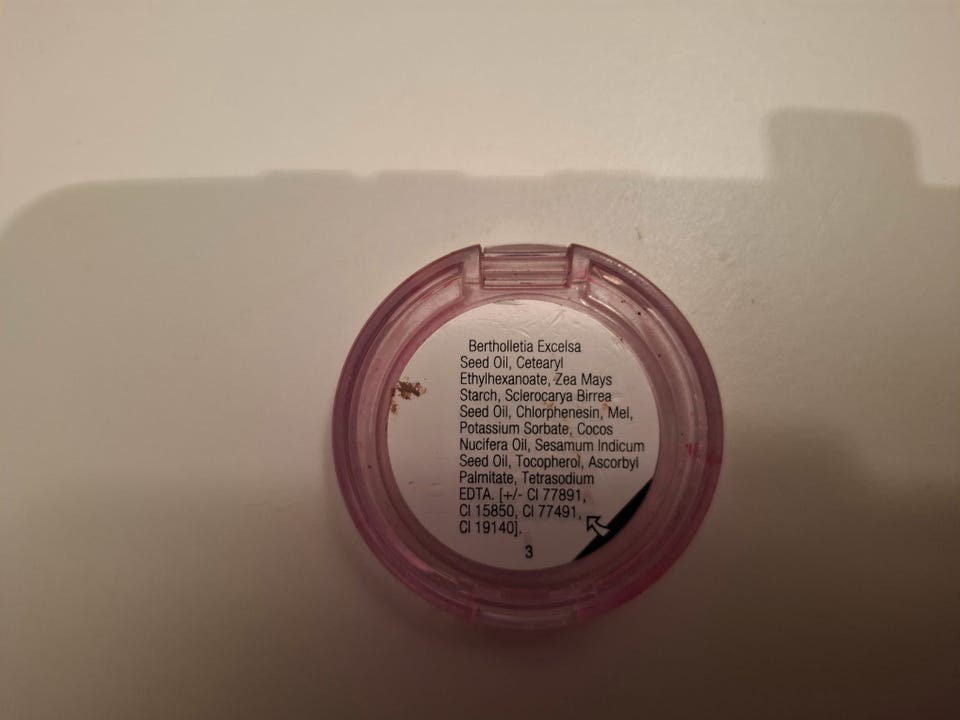 Bertholletia Excelsa
Seed Oil, Cetearyl
Ethylhexanoate, Zea Mays
Starch, Sclerocarya Birrea
Seed Oil, Chlorphenesin, Mel,
Potassium Sorbate, Cocos
Nucifera Oil, Sesamum Indicum
Seed Oil, Tocopherol, Ascorbyl
Palmitate, Tetrasodium
EDTA. [+/- CI 77891,
CI 15850, CI 77491,
CI 19140].
3